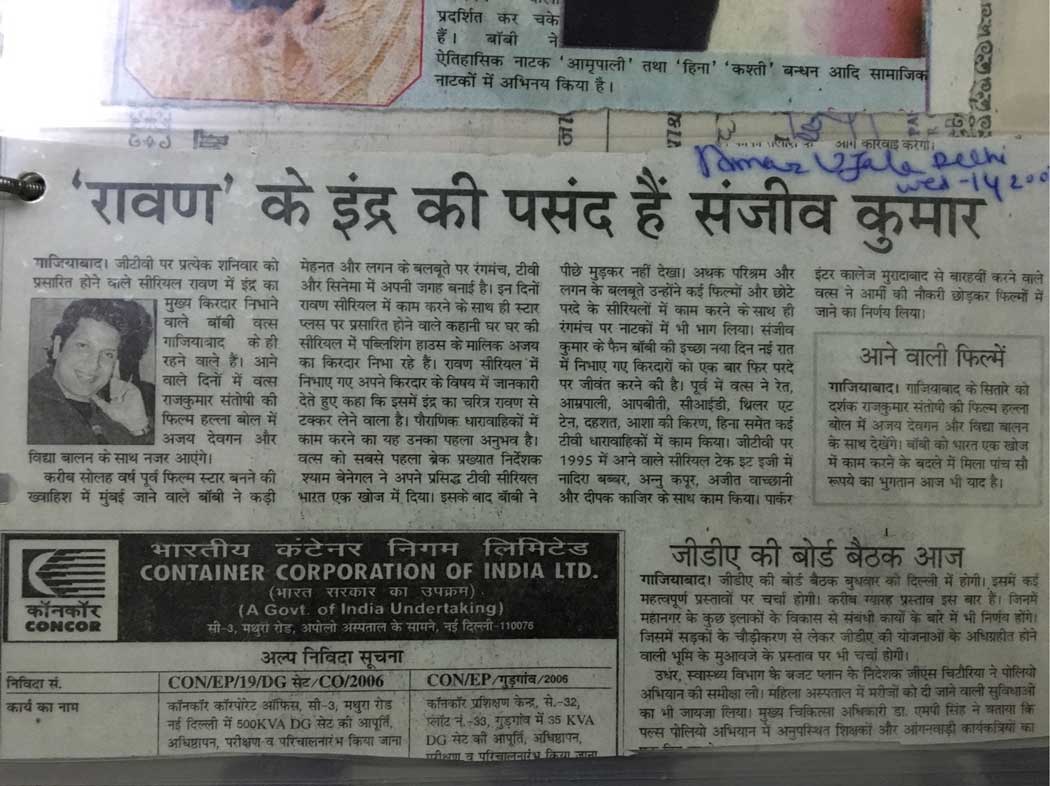 प्रदर्शित कर चुके
हैं। बॉबी ने
ऐतिहासिक नाटक 'आम्रपाली' तथा 'हिना' 'कश्ती' बन्धन आदि सामाजिक
नाटकों में अभिनय किया है।
आगे कारवाई करेगी।
Amar Ujala Delhi
Wed -14 200
'रावण' के इंद्र की पसंद हैं संजीव कुमार
गाजियाबाद। जीटीवी पर प्रत्येक शनिवार को
प्रसारित होने वाले सीरियल रावण में इंद्र का
मुख्य किरदार निभाने
वाले बॉबी वत्स
गाजियाबाद के ही
रहने वाले हैं। आने
वाले दिनों में वत्स
राजकुमार संतोषी की
फिल्म हल्ला बोल में
अजय देवगन और
विद्या बालन के साथ नजर आएंगे।
करीब सोलह वर्ष पूर्व फिल्म स्टार बनने की
ख्वाहिश में मुंबई जाने वाले बॉबी ने कड़ी
मेहनत और लगन के बलबूते पर रंगमंच, टीवी
और सिनेमा में अपनी जगह बनाई है। इन दिनों
रावण सीरियल में काम करने के साथ ही स्टार
प्लस पर प्रसारित होने वाले कहानी घर घर की
सीरियल में पब्लिशिंग हाउस के मालिक अजय
का किरदार निभा रहे हैं। रावण सीरियल में
निभाए गए अपने किरदार के विषय में जानकारी
देते हुए कहा कि इसमें इंद्र का चरित्र रावण से
टक्कर लेने वाला है। पौराणिक धारावाहिकों में
काम करने का यह उनका पहला अनुभव है।
वत्स को सबसे पहला ब्रेक प्रख्यात निर्देशक
श्याम बेनेगल ने अपने प्रसिद्ध टीवी सीरियल
भारत एक खोज में दिया। इसके बाद बॉबी ने
पीछे मुड़कर नहीं देखा। अथक परिश्रम और
लगन के बलबूते उन्होंने कई फिल्मों और छोटे
परदे के सीरियलों में काम करने के साथ ही
रंगमंच पर नाटकों में भी भाग लिया। संजीव
कुमार के फैन बॉबी की इच्छा नया दिन नई रात
में निभाए गए किरदारों को एक बार फिर परदे
पर जीवंत करने की है। पूर्व में वत्स ने रेत,
आम्रपाली, आपबीती, सीआईडी, थ्रिलर एट
टेन, दहशत, आशा की किरण, हिना समेत कई
टीवी धारावाहिकों में काम किया। जीटीवी पर
1995 में आने वाले सीरियल टेक इट इजी में
नादिरा बब्बर, अन्नु कपूर, अजीत वाच्छानी
और दीपक काजिर के साथ काम किया। पार्कर
इंटर कालेज मुरादाबाद से बारहवीं करने वाले
वत्स ने आर्मी की नौकरी छोड़कर फिल्मों में
जाने का निर्णय लिया।
आने वाली फिल्में
गाजियाबाद। गाजियाबाद के सितारे को
दर्शक राजकुमार संतोषी की फिल्म हल्ला
बोल में अजय देवगन और विद्या बालन
के साथ देखेंगे। बॉबी को भारत एक खोज
में काम करने के बदले में मिला पांच सौ
रूपये का भुगतान आज भी याद है।
कॉनकॉर
CONCOR
भारतीय कंटेनर निगम लिमिटेड
CONTAINER CORPORATION OF INDIA LTD.
(भारत सरकार का उपक्रम)
(A Govt. of India Undertaking)
सी-3, मथुरा रोड, अपोलो अस्पताल के सामने, नई दिल्ली-110076
अल्प निविदा सूचना
निविदा सं. CON/EP/19/DG सेट/CO/2006 CON/EP/गुड़गांव/2006
कार्य का नाम
कॉनकॉर कॉरपोरेट ऑफिस, सी-3, मथुरा रोड
नई दिल्ली में 500KVA DG सेट की आपूर्ति,
अधिष्ठापन, परीक्षण व परिचालनारंभ किया जाना
कॉनकॉर प्रशिक्षण केन्द्र, से.-32,
प्लॉट नं.-33, गुड़गांव में 35 KVA
DG सेट की आपूर्ति, अधिष्ठापन,
परीक्षण व परिचालनारंभ किया जाना
जीडीए की बोर्ड बैठक आज
गाजियाबाद। जीडीए की बोर्ड बैठक बुधवार को दिल्ली में होगी। इसमें कई
महत्वपूर्ण प्रस्तावों पर चर्चा होगी। करीब ग्यारह प्रस्ताव इस बार हैं। जिनमें
महानगर के कुछ इलाकों के विकास से संबंधी कार्यों के बारे में भी निर्णय होंगे।
जिसमें सड़कों के चौड़ीकरण से लेकर जीडीए की योजनाओं के अधिग्रहीत होने
वाली भूमि के मुआवजे के प्रस्ताव पर भी चर्चा होगी।
उधर, स्वास्थ्य विभाग के बजट प्लान के निदेशक जीएस चिटौरिया ने पोलियो
अभियान की समीक्षा ली। महिला अस्पताल में मरीजों को दी जाने वाली सुविधाओं
का भी जायजा लिया। मुख्य चिकित्सा अधिकारी डा. एमपी सिंह ने बताया कि
पल्स पोलियो अभियान में अनुपस्थित शिक्षकों और आंगनवाड़ी कार्यकत्रियों का